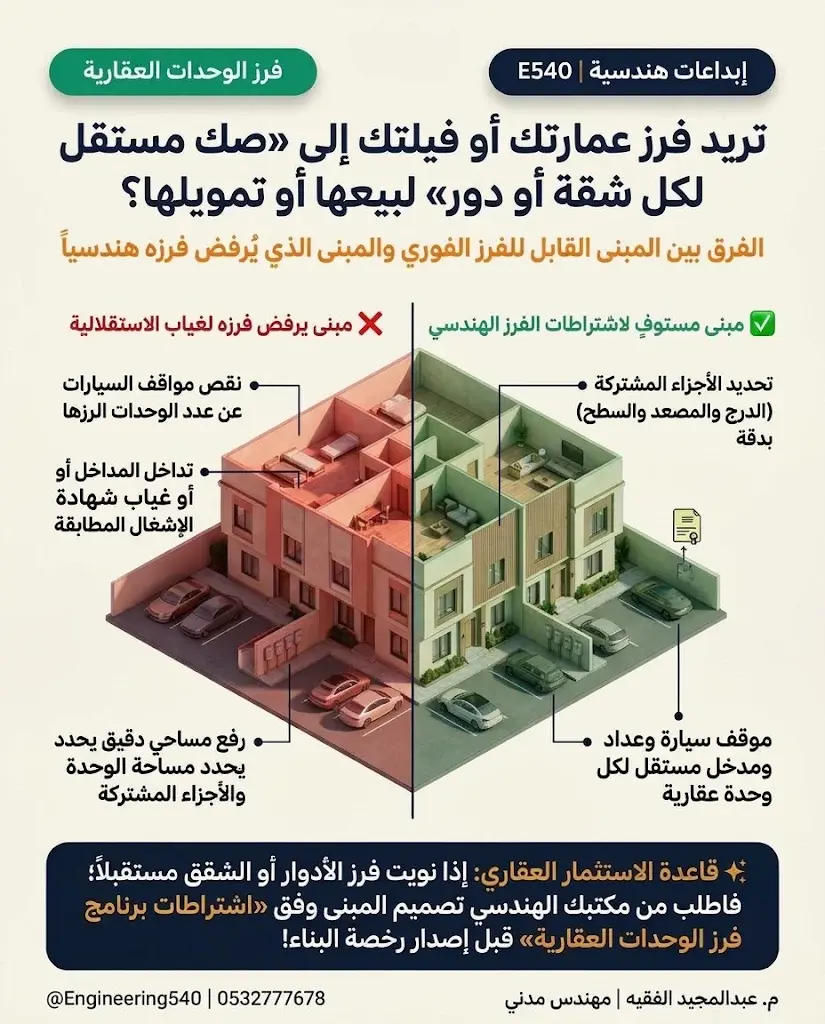 إبداعات هندسية | E540
فرز الوحدات العقارية
تريد فرز عمارتك أو فيلتك إلى «صك مستقل
لكل شقة أو دور» لبيعها أو تمويلها؟
الفرق بين المبنى القابل للفرز الفوري والمبنى الذي يُرفض فرزه هندسياً
مبنى مستوفٍ لاشتراطات الفرز الهندسي
تحديد الأجزاء المشتركة
(الدرج والمصعد والسطح)
بدقة
موقف سيارة وعداد
ومدخل مستقل لكل
وحدة عقارية
مبنى يرفض فرزه لغياب الاستقلالية
نقص مواقف السيارات
عن عدد الوحدات الرزها
تداخل المداخل أو
أو غياب شهادة
الإشغال المطابقة
رفع مساحي دقيق يحدد
يحدد مساحة الوحدة
والأجزاء المشتركة
قاعدة الاستثمار العقاري: إذا نويت فرز الأدوار أو الشقق مستقبلاً؛
فاطلب من مكتبك الهندسي تصميم المبنى وفق «اشتراطات برنامج
فرز الوحدات العقارية» قبل إصدار رخصة البناء!
م. عبدالمجيد الفقيه | مهندس مدني
@Engineering540 | 0532777678